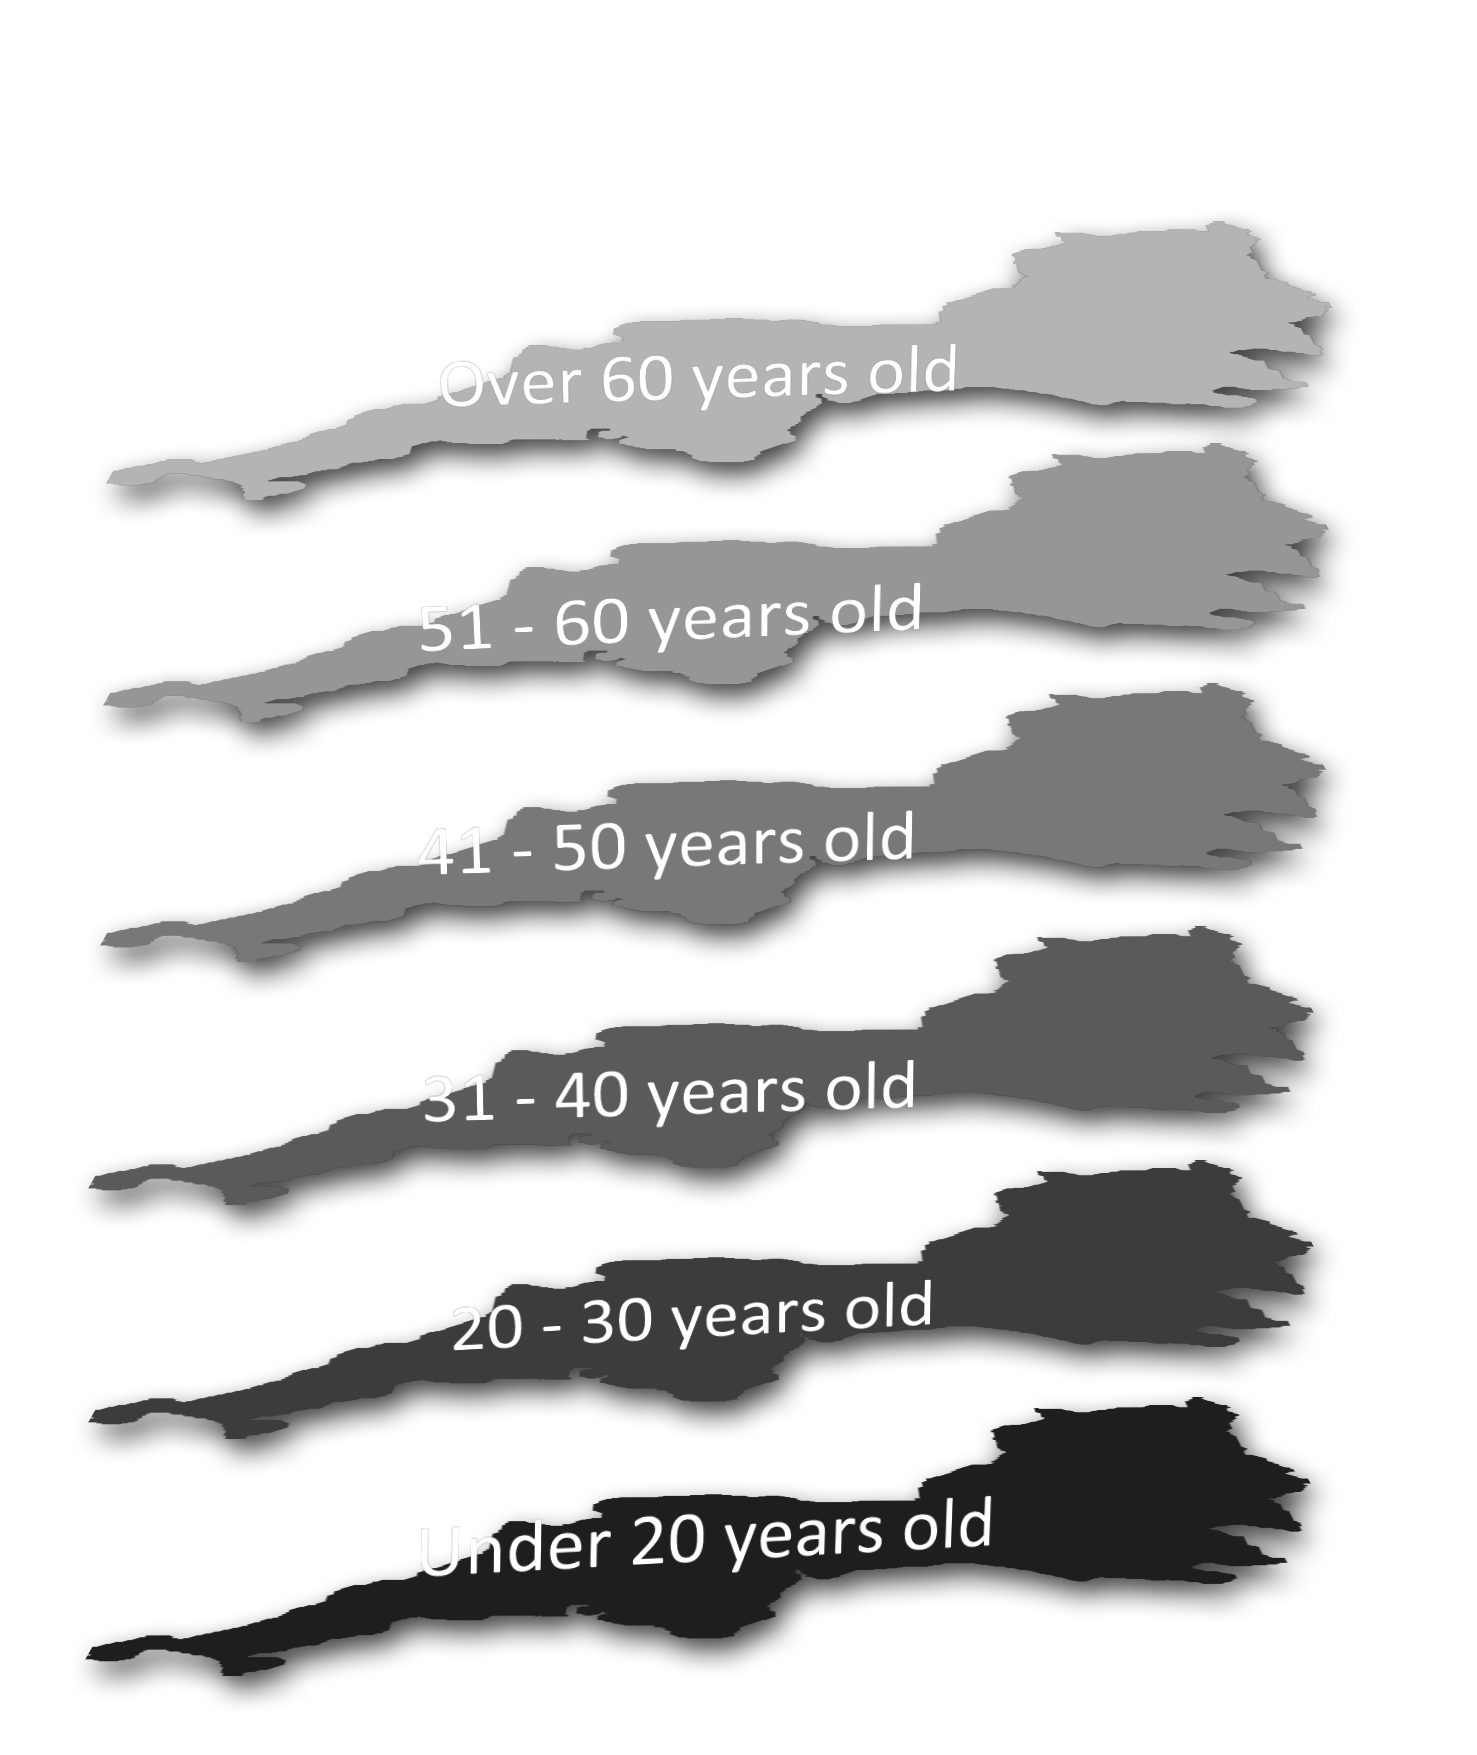 Over 60 years old
51 - 60 years old
41 - 50 years old
31 - 40 years old
20 - 30 years old
Under 20 years old